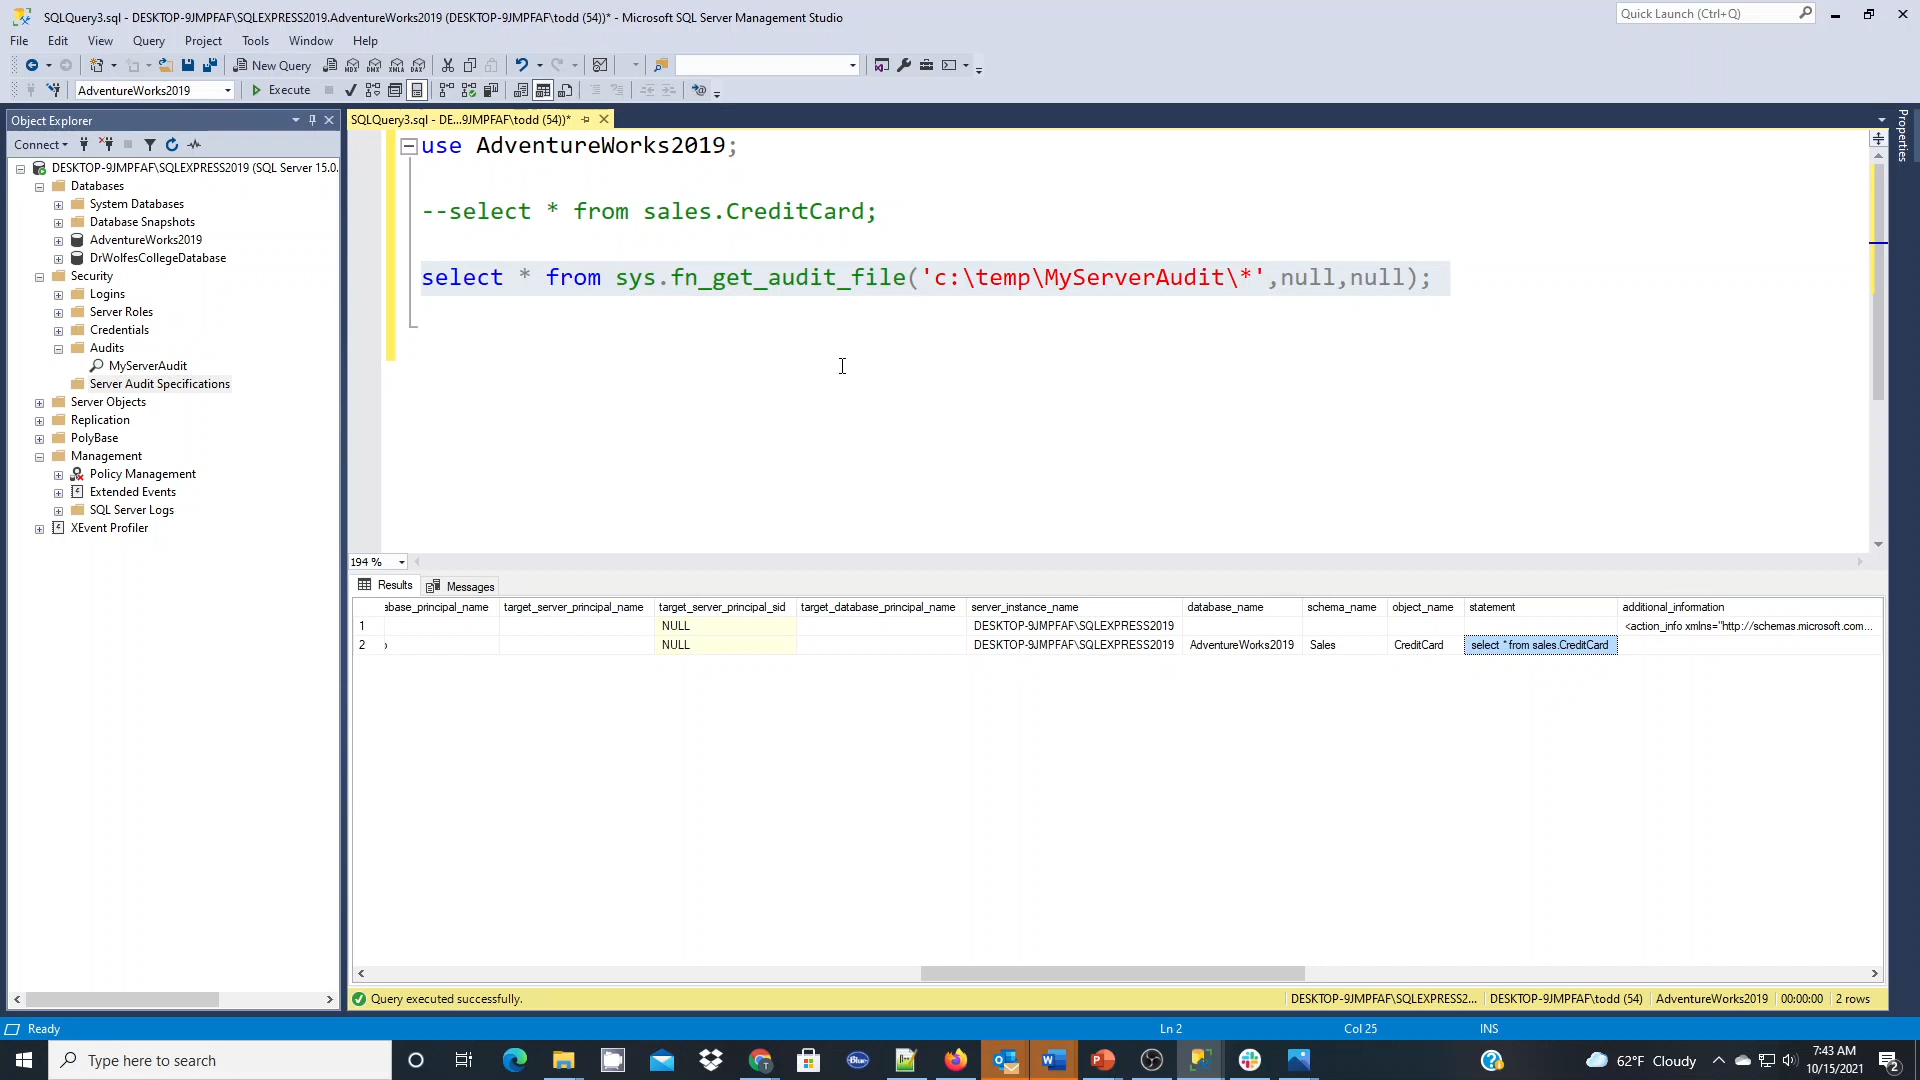 SQLQuery3.sql - DESKTOP-9JMPFAF\SQLEXPRESS2019.AdventureWorks2019 (DESKTOP-9JMPFAF\todd (54))* - Microsoft SQL Server Management Studio
Quick Launch (Ctrl+Q)
File Edit View Query Project Tools Window Help
New Query
MDX DMX XMLA DAX
AdventureWorks2019 Execute
Object Explorer
SQLQuery3.sql - DE...9JMPFAF\todd (54))*
Properties
Connect
DESKTOP-9JMPFAF\SQLEXPRESS2019 (SQL Server 15.0.
Databases
System Databases
Database Snapshots
AdventureWorks2019
DrWolfesCollegeDatabase
Security
Logins
Server Roles
Credentials
Audits
MyServerAudit
Server Audit Specifications
Server Objects
Replication
PolyBase
Management
Policy Management
Extended Events
SQL Server Logs
XEvent Profiler
use AdventureWorks2019;
--select * from sales.CreditCard;
select * from sys.fn_get_audit_file('c:\temp\MyServerAudit\*',null,null);
194 %
Results Messages
abase_principal_name target_server_principal_name target_server_principal_sid target_database_principal_name server_instance_name database_name schema_name object_name statement additional_information
1 NULL DESKTOP-9JMPFAF\SQLEXPRESS2019 <action_info xmlns="http://schemas.microsoft.com...
2 NULL DESKTOP-9JMPFAF\SQLEXPRESS2019 AdventureWorks2019 Sales CreditCard select * from sales.CreditCard
Query executed successfully. DESKTOP-9JMPFAF\SQLEXPRESS2... DESKTOP-9JMPFAF\todd (54) AdventureWorks2019 00:00:00 2 rows
Ready Ln 2 Col 25 INS
Type here to search
62°F Cloudy
7:43 AM
10/15/2021
2